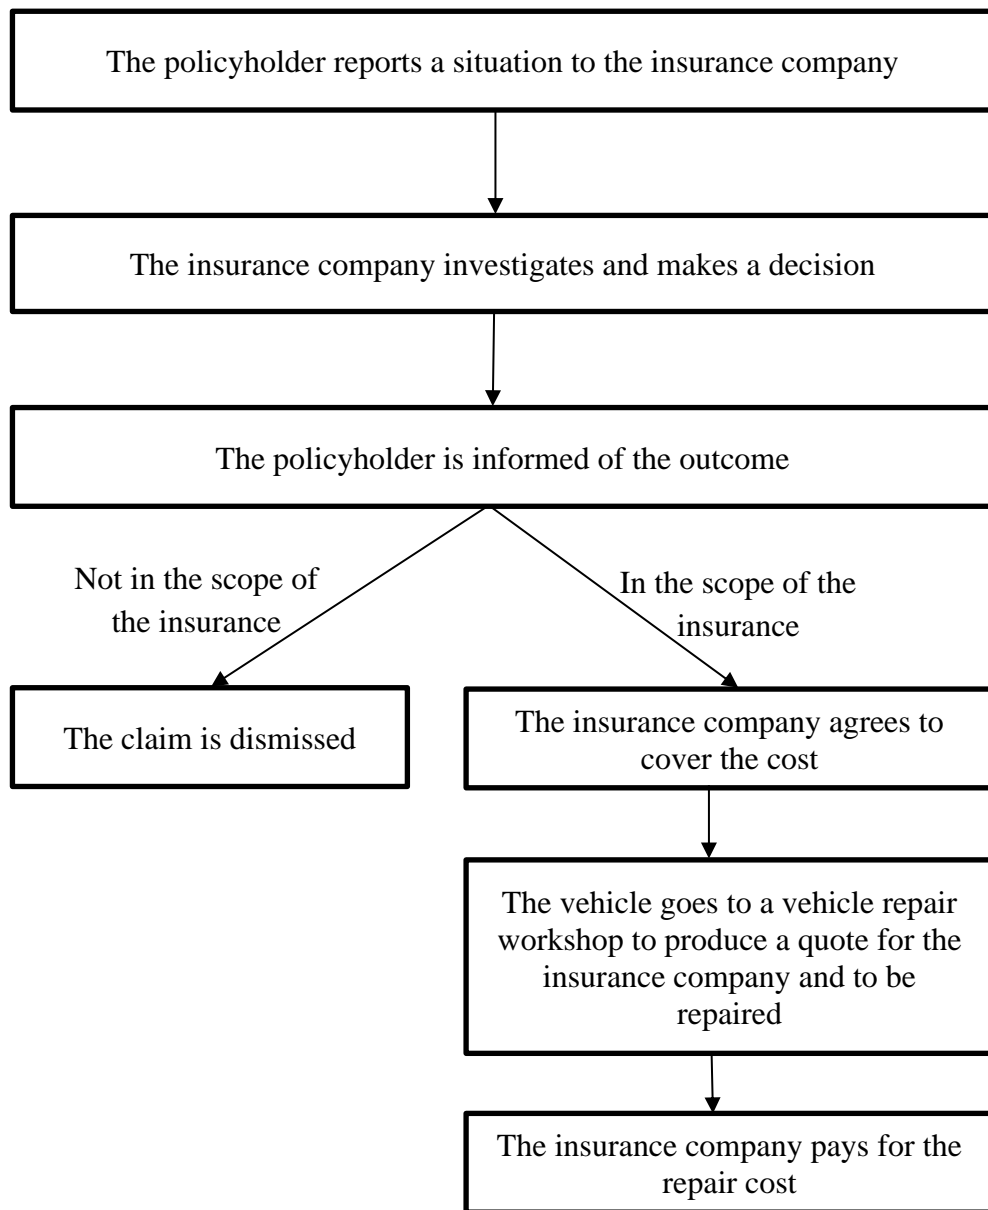 The policyholder reports a situation to the insurance company
The insurance company investigates and makes a decision
The policyholder is informed of the outcome
Not in the scope of
the insurance
In the scope of the
insurance
The claim is dismissed
The insurance company agrees to
cover the cost
The vehicle goes to a vehicle repair
workshop to produce a quote for the
insurance company and to be
repaired
The insurance company pays for the
repair cost